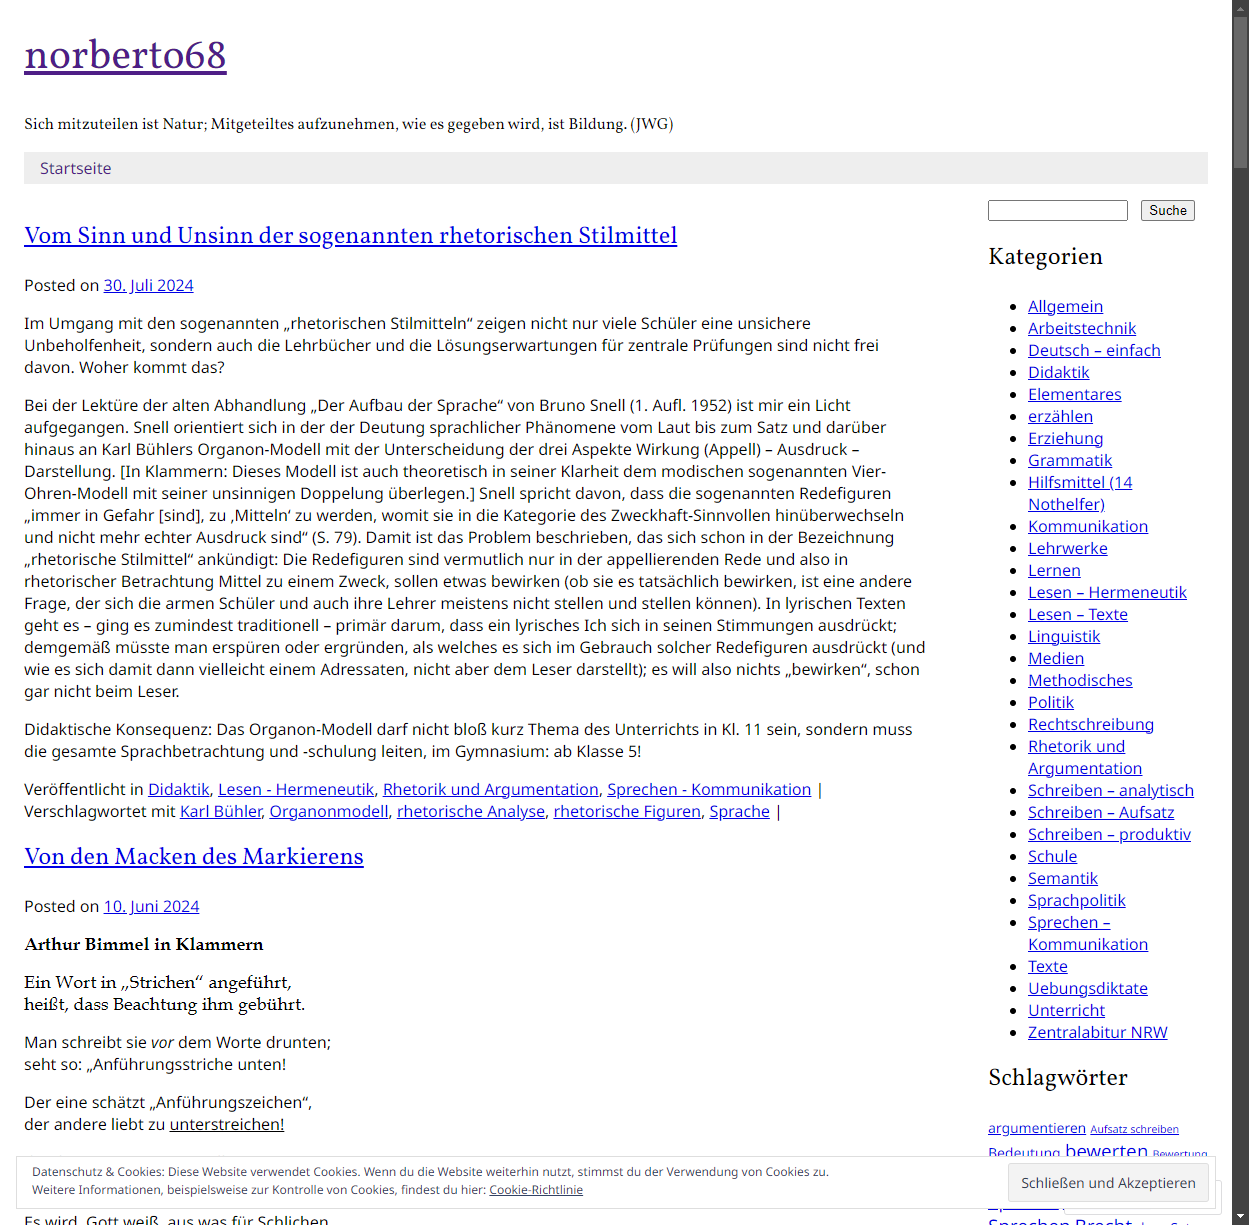 norberto68
Sich mitzuteilen ist Natur; Mitgeteiltes aufzunehmen, wie es gegeben wird, ist Bildung. (JWG)
Startseite
Vom Sinn und Unsinn der sogenannten rhetorischen Stilmittel
Posted on 30. Juli 2024
Im Umgang mit den sogenannten „rhetorischen Stilmitteln“ zeigen nicht nur viele Schüler eine unsichere
Unbeholfenheit, sondern auch die Lehrbücher und die Lösungserwartungen für zentrale Prüfungen sind nicht frei
davon. Woher kommt das?
Bei der Lektüre der alten Abhandlung „Der Aufbau der Sprache“ von Bruno Snell (1. Aufl. 1952) ist mir ein Licht
aufgegangen. Snell orientiert sich in der der Deutung sprachlicher Phänomene vom Laut bis zum Satz und darüber
hinaus an Karl Bühlers Organon-Modell mit der Unterscheidung der drei Aspekte Wirkung (Appell) – Ausdruck –
Darstellung. [In Klammern: Dieses Modell ist auch theoretisch in seiner Klarheit dem modischen sogenannten Vier-
Ohren-Modell mit seiner unsinnigen Doppelung überlegen.] Snell spricht davon, dass die sogenannten Redefiguren
„immer in Gefahr [sind], zu ‚Mitteln‘ zu werden, womit sie in die Kategorie des Zweckhaft-Sinnvollen hinüberwechseln
und nicht mehr echter Ausdruck sind“ (S. 79). Damit ist das Problem beschrieben, das sich schon in der Bezeichnung
„rhetorische Stilmittel“ ankündigt: Die Redefiguren sind vermutlich nur in der appellierenden Rede und also in
rhetorischer Betrachtung Mittel zu einem Zweck, sollen etwas bewirken (ob sie es tatsächlich bewirken, ist eine andere
Frage, der sich die armen Schüler und auch ihre Lehrer meistens nicht stellen und stellen können). In lyrischen Texten
geht es – ging es zumindest traditionell – primär darum, dass ein lyrisches Ich sich in seinen Stimmungen ausdrückt;
demgemäß müsste man erspüren oder ergründen, als welches es sich im Gebrauch solcher Redefiguren ausdrückt (und
wie es sich damit dann vielleicht einem Adressaten, nicht aber dem Leser darstellt); es will also nichts „bewirken“, schon
gar nicht beim Leser.
Didaktische Konsequenz: Das Organon-Modell darf nicht bloß kurz Thema des Unterrichts in Kl. 11 sein, sondern muss
die gesamte Sprachbetrachtung und -schulung leiten, im Gymnasium: ab Klasse 5!
Veröffentlicht in Didaktik, Lesen - Hermeneutik, Rhetorik und Argumentation, Sprechen - Kommunikation |
Verschlagwortet mit Karl Bühler, Organonmodell, rhetorische Analyse, rhetorische Figuren, Sprache |
Von den Macken des Markierens
Posted on 10. Juni 2024
Arthur Bimmel in Klammern
Ein Wort in „Strichen“ angeführt,
heißt, dass Beachtung ihm gebührt.
Man schreibt sie vor dem Worte drunten;
seht so: „Anführungsstriche unten!
Der eine schätzt „Anführungszeichen“,
der andere liebt zu unterstreichen!
Es wird, Gott weiß, aus was für Schlichen
Suche
Kategorien
Allgemein
Arbeitstechnik
Deutsch – einfach
Didaktik
Elementares
erzählen
Erziehung
Grammatik
Hilfsmittel (14
Nothelfer)
Kommunikation
Lehrwerke
Lernen
Lesen – Hermeneutik
Lesen – Texte
Linguistik
Medien
Methodisches
Politik
Rechtschreibung
Rhetorik und
Argumentation
Schreiben – analytisch
Schreiben – Aufsatz
Schreiben – produktiv
Schule
Semantik
Sprachpolitik
Sprechen –
Kommunikation
Texte
Uebungsdiktate
Unterricht
Zentralabitur NRW
Schlagwörter
argumentieren Aufsatz schreiben
Bedeutung bewerten Bewertung
Datenschutz & Cookies: Diese Website verwendet Cookies. Wenn du die Website weiterhin nutzt, stimmst du der Verwendung von Cookies zu.
Weitere Informationen, beispielsweise zur Kontrolle von Cookies, findest du hier: Cookie-Richtlinie
Schließen und Akzeptieren